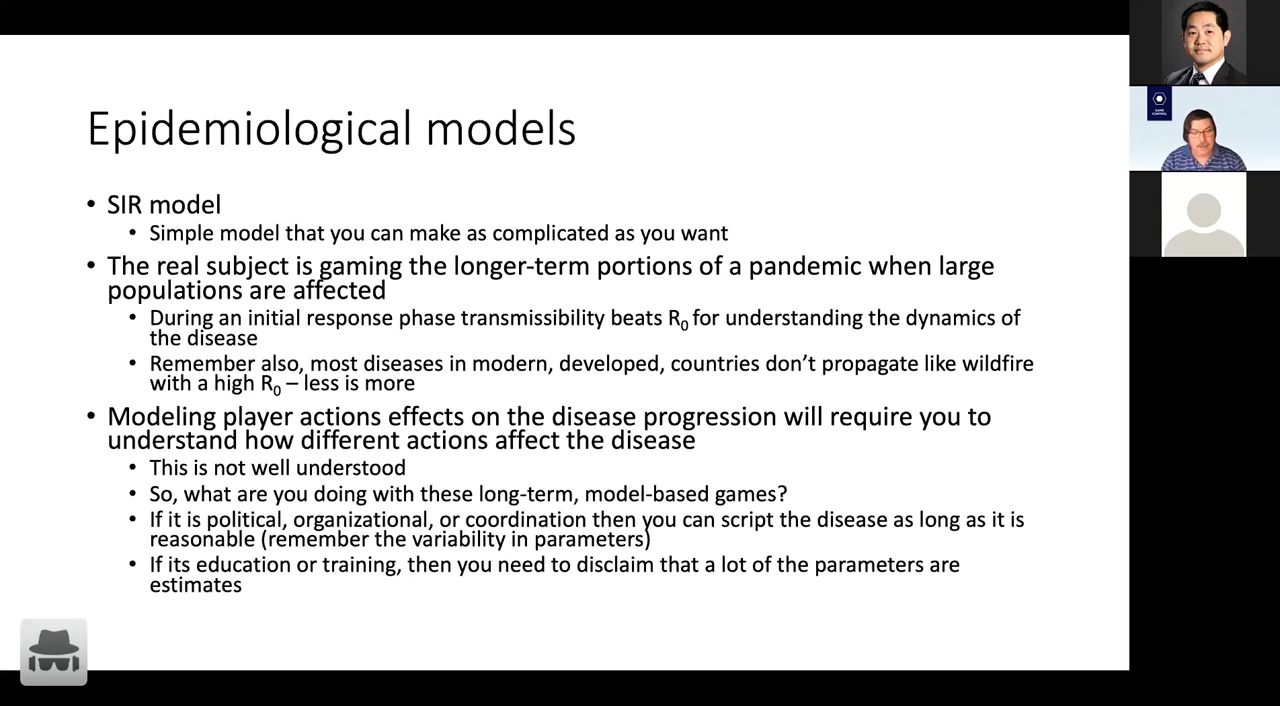 Epidemiological models
• SIR model
• Simple model that you can make as complicated as you want
• The real subject is gaming the longer-term portions of a pandemic when large
populations are affected
• During an initial response phase transmissibility beats R₀ for understanding the dynamics of
the disease
• Remember also, most diseases in modern, developed, countries don’t propagate like wildfire
with a high R₀ – less is more
• Modeling player actions effects on the disease progression will require you to
understand how different actions affect the disease
• This is not well understood
• So, what are you doing with these long-term, model-based games?
• If it is political, organizational, or coordination then you can script the disease as long as it is
reasonable (remember the variability in parameters)
• If its education or training, then you need to disclaim that a lot of the parameters are
estimates
GAME
CONTROL